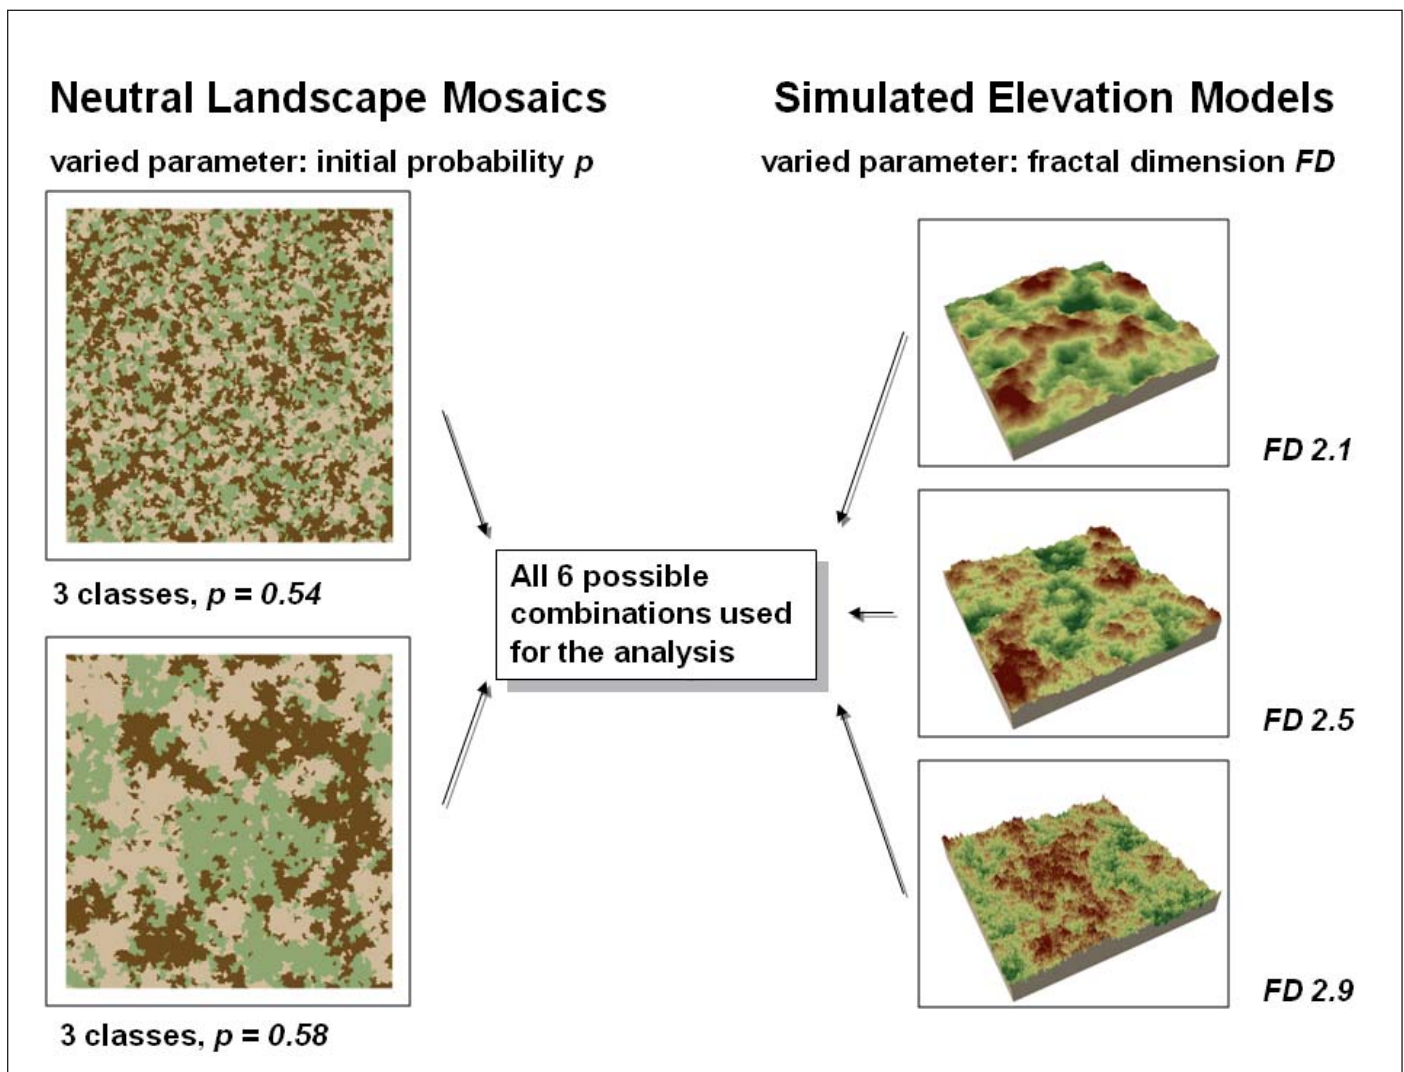 Neutral Landscape Mosaics
varied parameter: initial probability p
3 classes, p = 0.54
3 classes, p = 0.58
All 6 possible
combinations used
for the analysis
Simulated Elevation Models
varied parameter: fractal dimension FD
FD 2.1
FD 2.5
FD 2.9